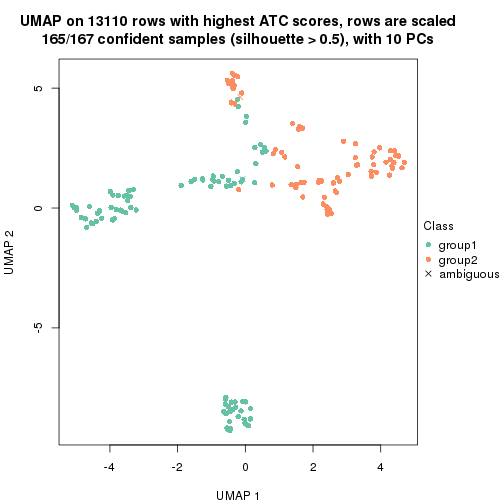 UMAP on 13110 rows with highest ATC scores, rows are scaled
165/167 confident samples (silhouette > 0.5), with 10 PCs
5
0
-5
UMAP 2
-4
-2
0
2
4
UMAP 1
Class
group1
group2
ambiguous